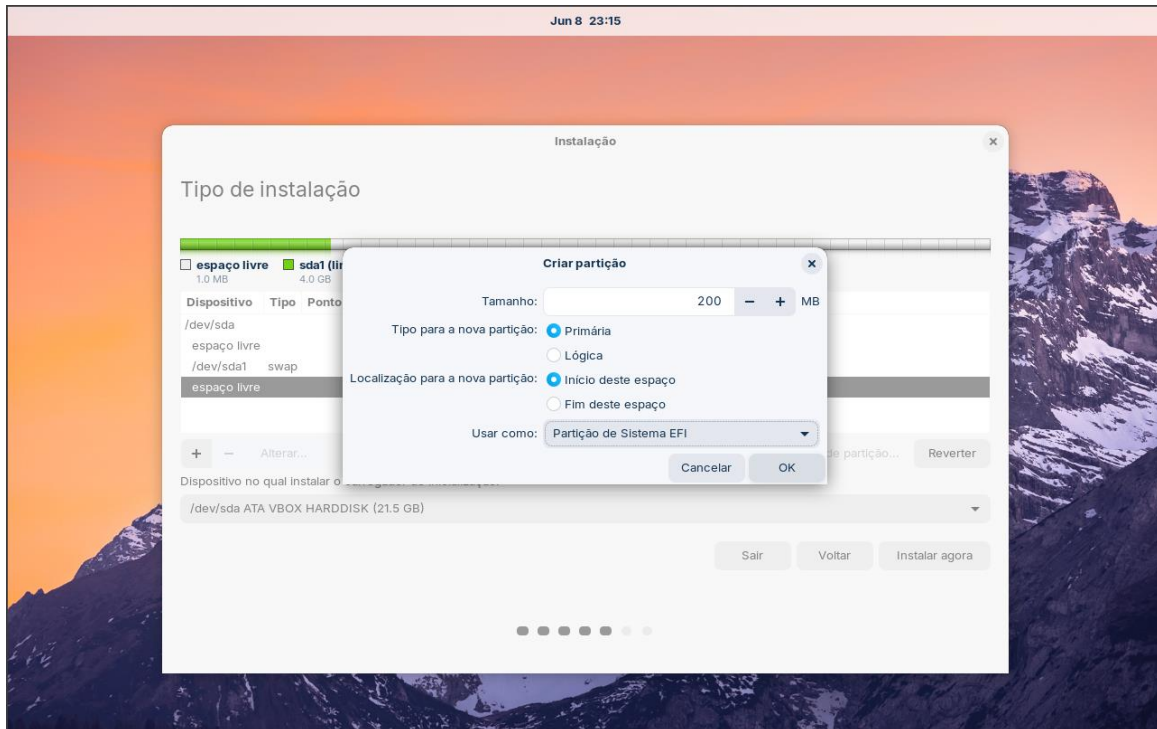 Jun 8 23:15
Instalação
Tipo de instalação
espaço livre sda1
1.0 MB 4.0 GB
Criar partição
Dispositivo Tipo Ponto
Tamanho: 200 MB
/dev/sda
Tipo para a nova partição: Primária
espaço livre
Lógica
/dev/sda1 swap
Localização para a nova partição: Início deste espaço
espaço livre
Fim deste espaço
Usar como: Partição de Sistema EFI
Alterar... de partição... Reverter
Cancelar OK
Dispositivo no qual instalar o
/dev/sda ATA VBOX HARDDISK (21.5 GB)
Sair Voltar Instalar agora